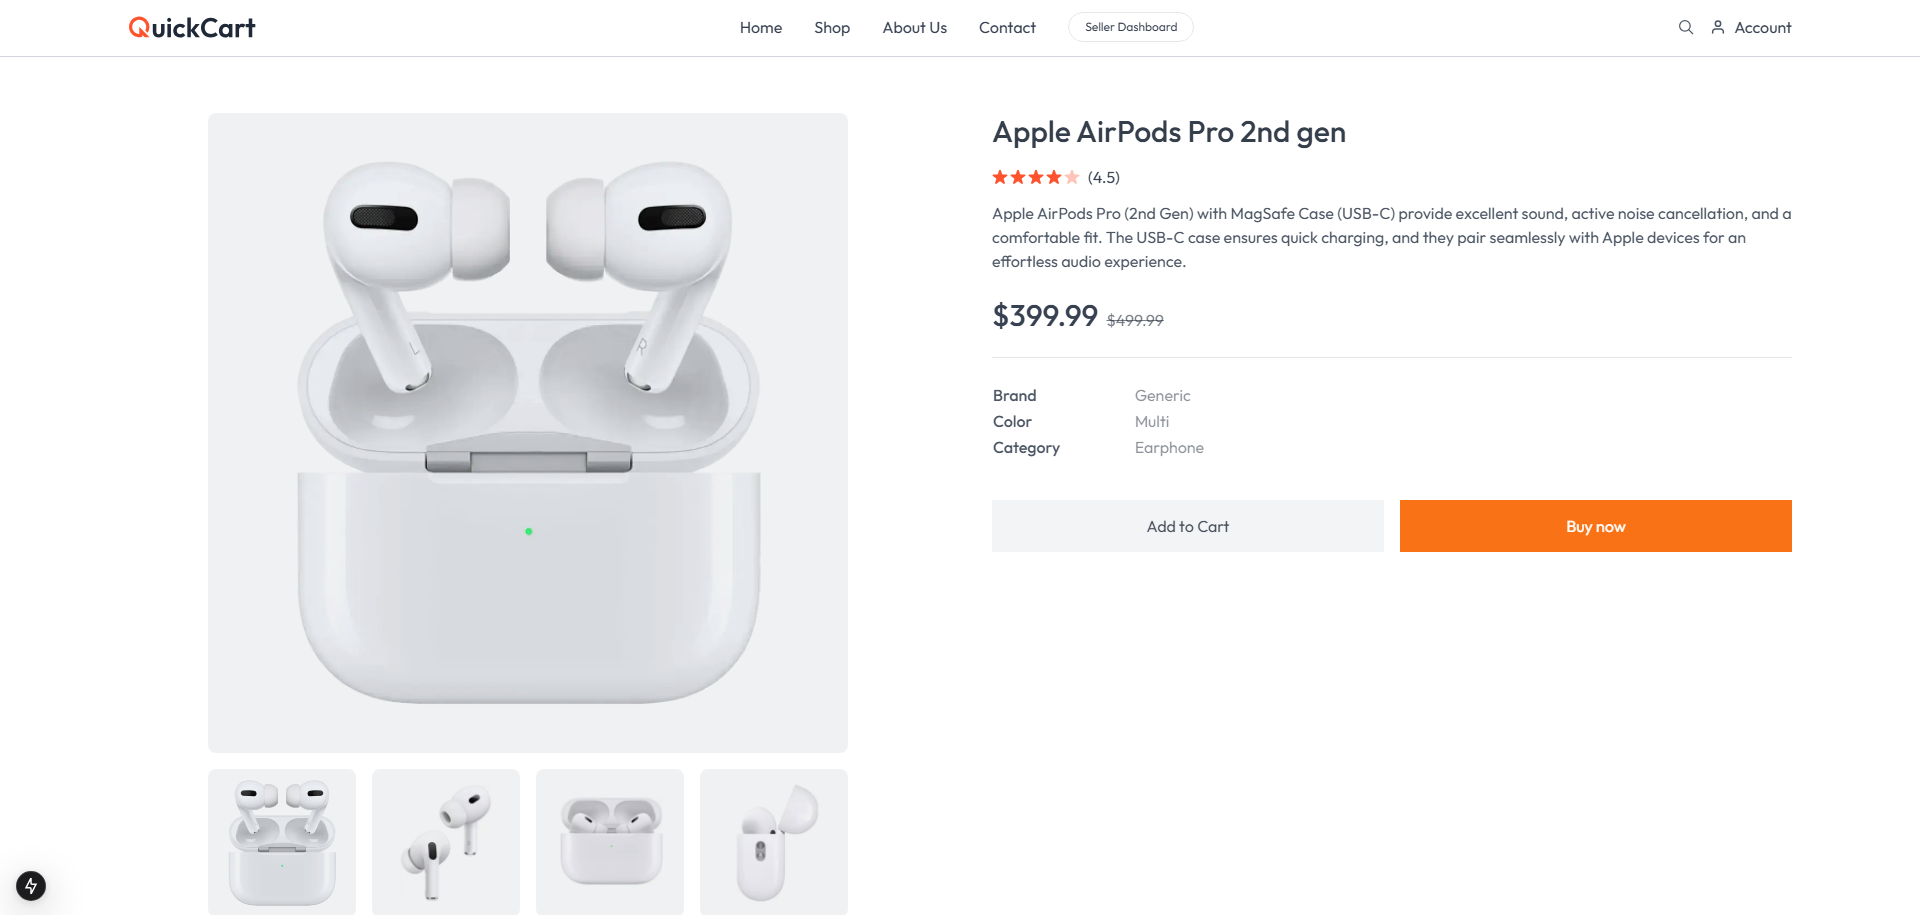 QuickCart
Home
Shop
About Us
Contact
Seller Dashboard
Account
Apple AirPods Pro 2nd gen
(4.5)
Apple AirPods Pro (2nd Gen) with MagSafe Case (USB-C) provide excellent sound, active noise cancellation, and a
comfortable fit. The USB-C case ensures quick charging, and they pair seamlessly with Apple devices for an
effortless audio experience.
$399.99 $499.99
Brand Generic
Color Multi
Category Earphone
Add to Cart
Buy now
L
R